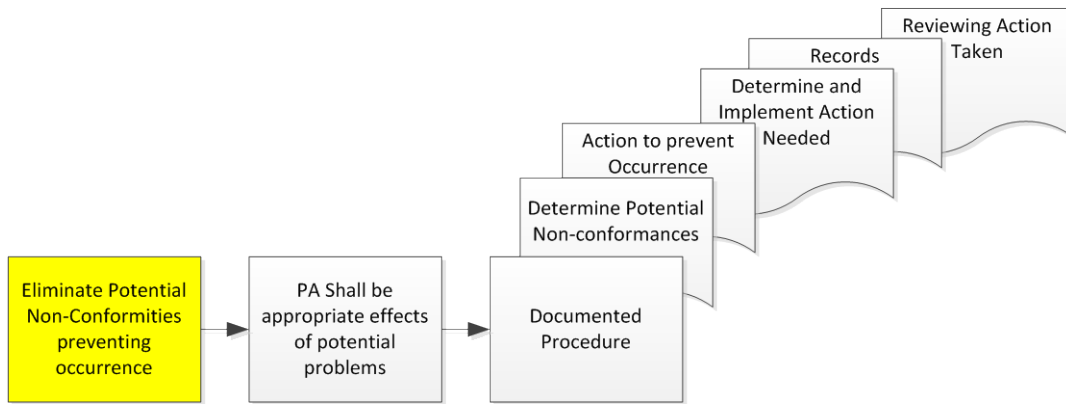 Eliminate Potential
Non-Conformities
preventing
occurrence
PA Shall be
appropriate effects
of potential
problems
Documented
Procedure
Determine Potential
Non-conformances
Action to prevent
Occurrence
Determine and
Implement Action
Needed
Records
Reviewing Action
Taken